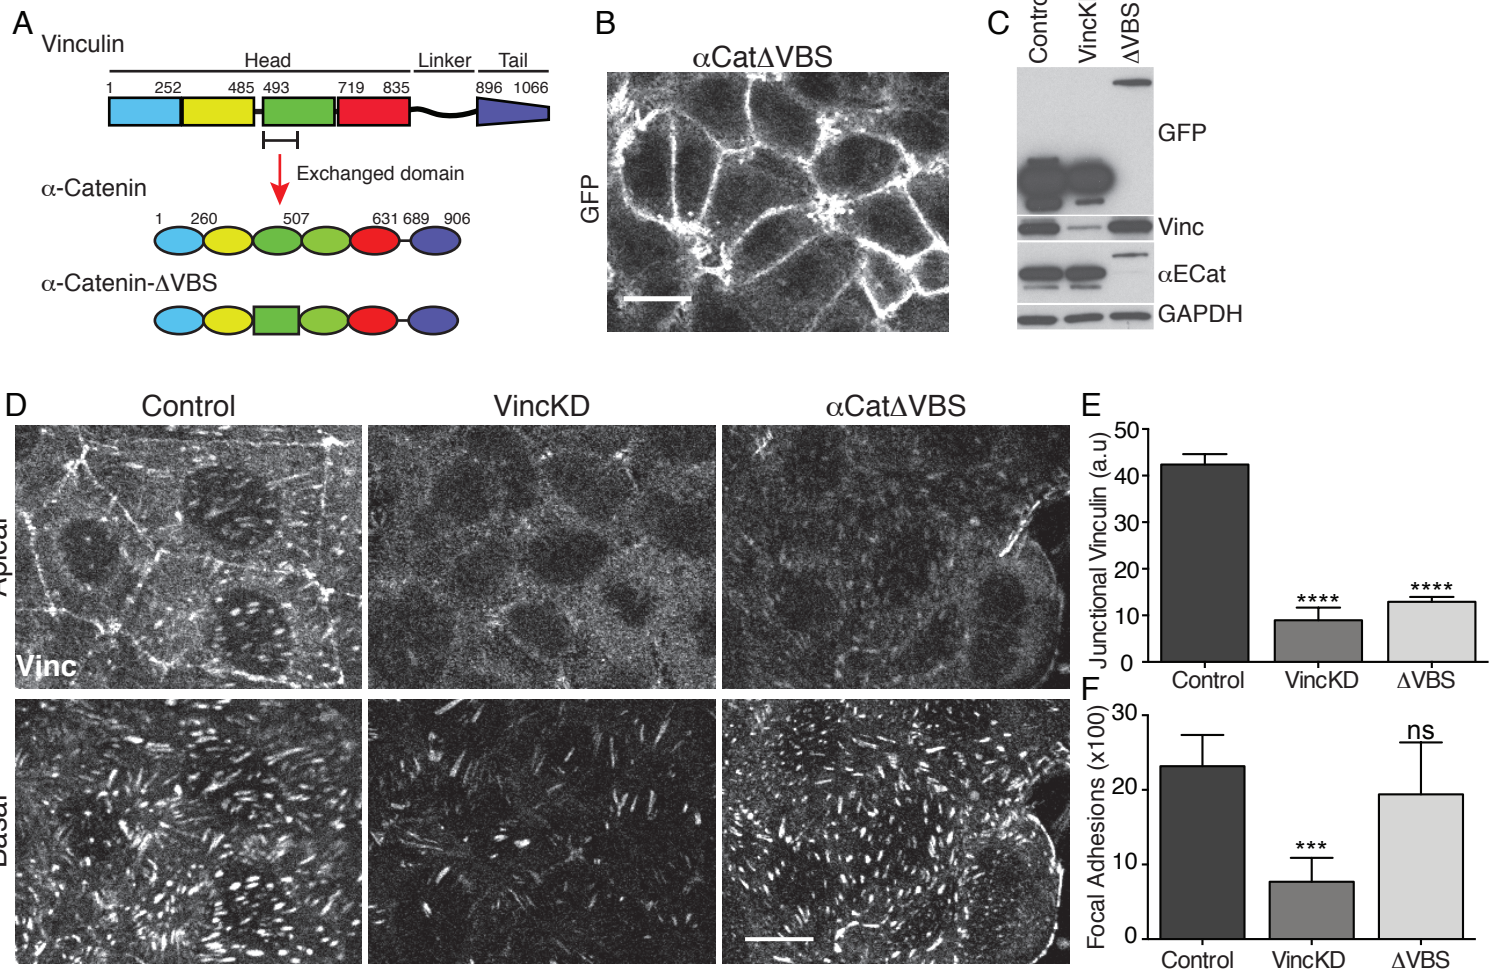 A
Vinculin
Head
Linker
Tail
1 252 485 493 719 835 896 1066
Exchanged domain
α-Catenin
1 260 507 631 689 906
α-Catenin-ΔVBS
B
αCatΔVBS
GFP
C
ΔVBS
GFP
Vinc
αECat
GAPDH
D
Control
VincKD
αCatΔVBS
Apical
Vinc
Basal
E
Junctional Vinculin (a.u)
50
40
30
20
10
0
****
****
Control
VincKD
ΔVBS
F
Focal Adhesions (x100)
30
20
10
0
***
ns
Control
VincKD
ΔVBS